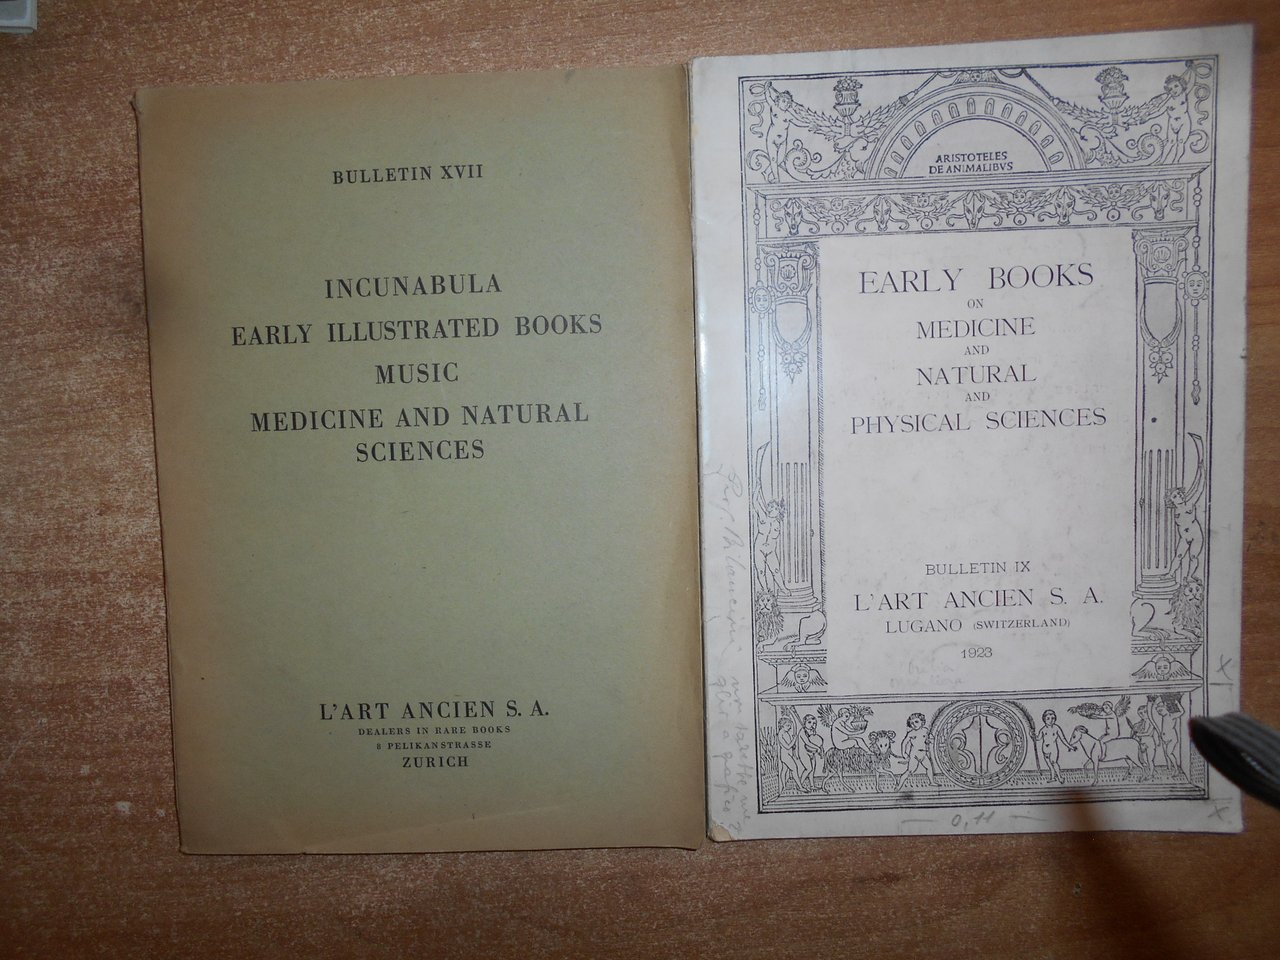 BULLETIN XVII
INCUNABULA
EARLY ILLUSTRATED BOOKS
MUSIC
MEDICINE AND NATURAL
SCIENCES
L'ART ANCIEN S. A.
DEALERS IN RARE BOOKS
8 PELIKANSTRASSE
ZURICH
ARISTOTELES
DE ANIMALIBVS
EARLY BOOKS
ON
MEDICINE
AND
NATURAL
AND
PHYSICAL SCIENCES
BULLETIN IX
L'ART ANCIEN S. A.
LUGANO (SWITZERLAND)
1923
— 0,11 —